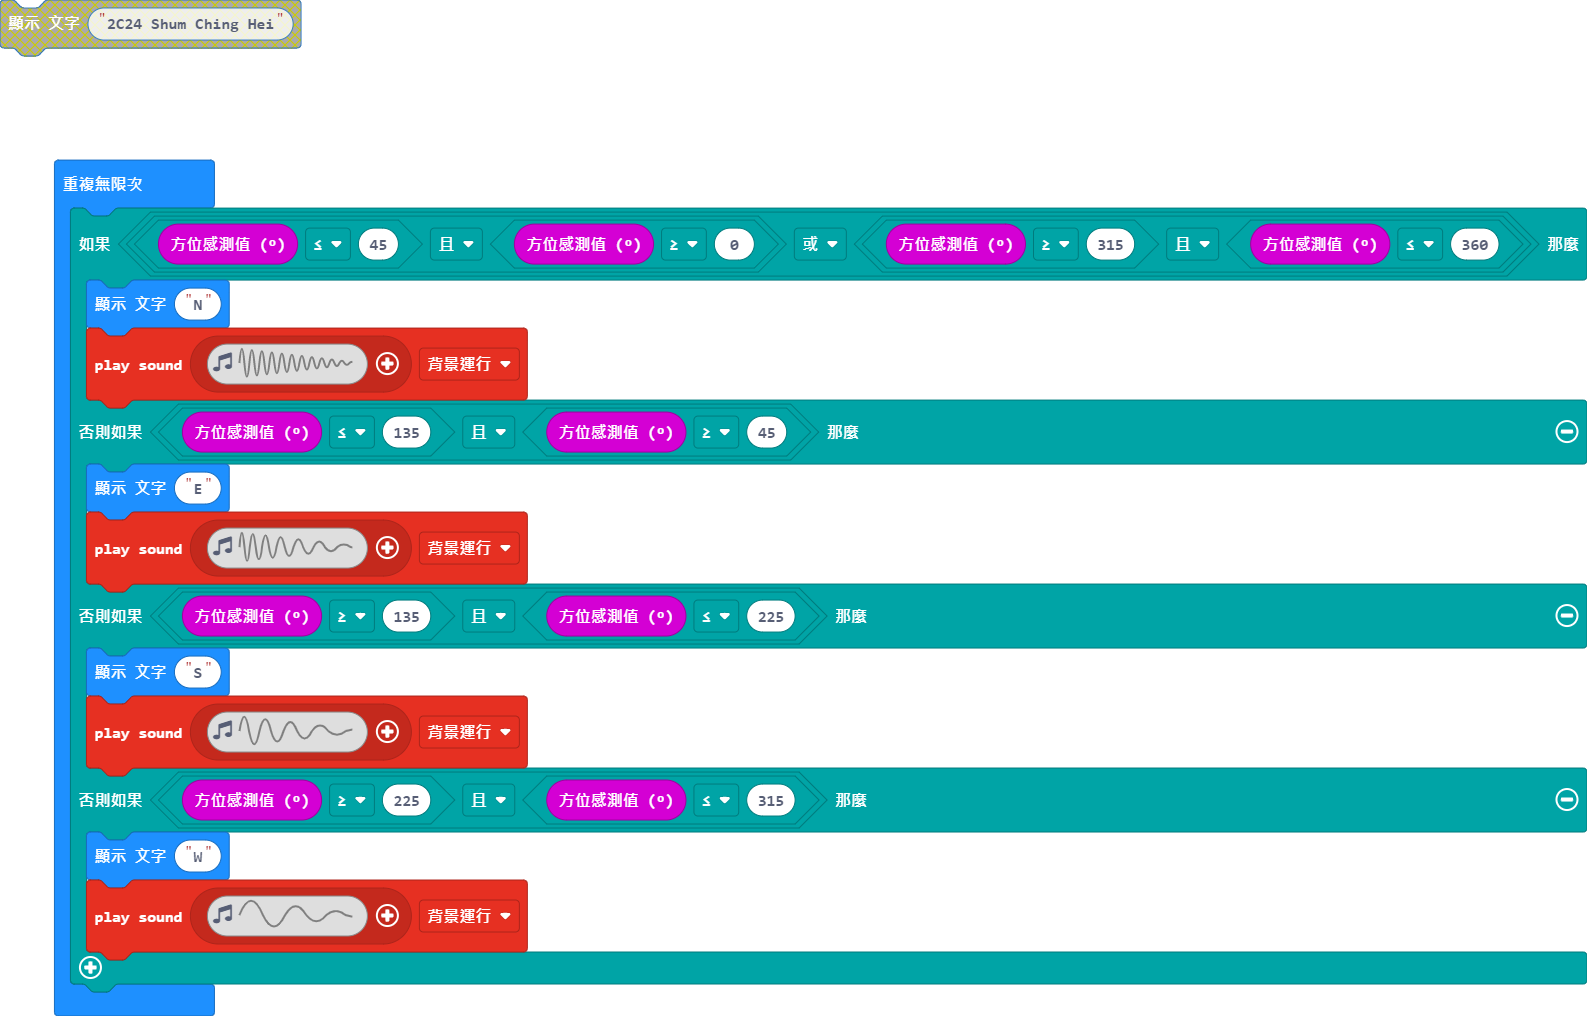 顯示 文字 "2C24 Shum Ching Hei"
重複無限次
如果 方位感測值 (º) ≤ 45 且 方位感測值 (º) ≥ 0 或 方位感測值 (º) ≥ 315 且 方位感測值 (º) ≤ 360 那麼
顯示 文字 "N"
play sound 背景運行
否則如果 方位感測值 (º) ≤ 135 且 方位感測值 (º) ≥ 45 那麼
顯示 文字 "E"
play sound 背景運行
否則如果 方位感測值 (º) ≥ 135 且 方位感測值 (º) ≤ 225 那麼
顯示 文字 "S"
play sound 背景運行
否則如果 方位感測值 (º) ≥ 225 且 方位感測值 (º) ≤ 315 那麼
顯示 文字 "W"
play sound 背景運行